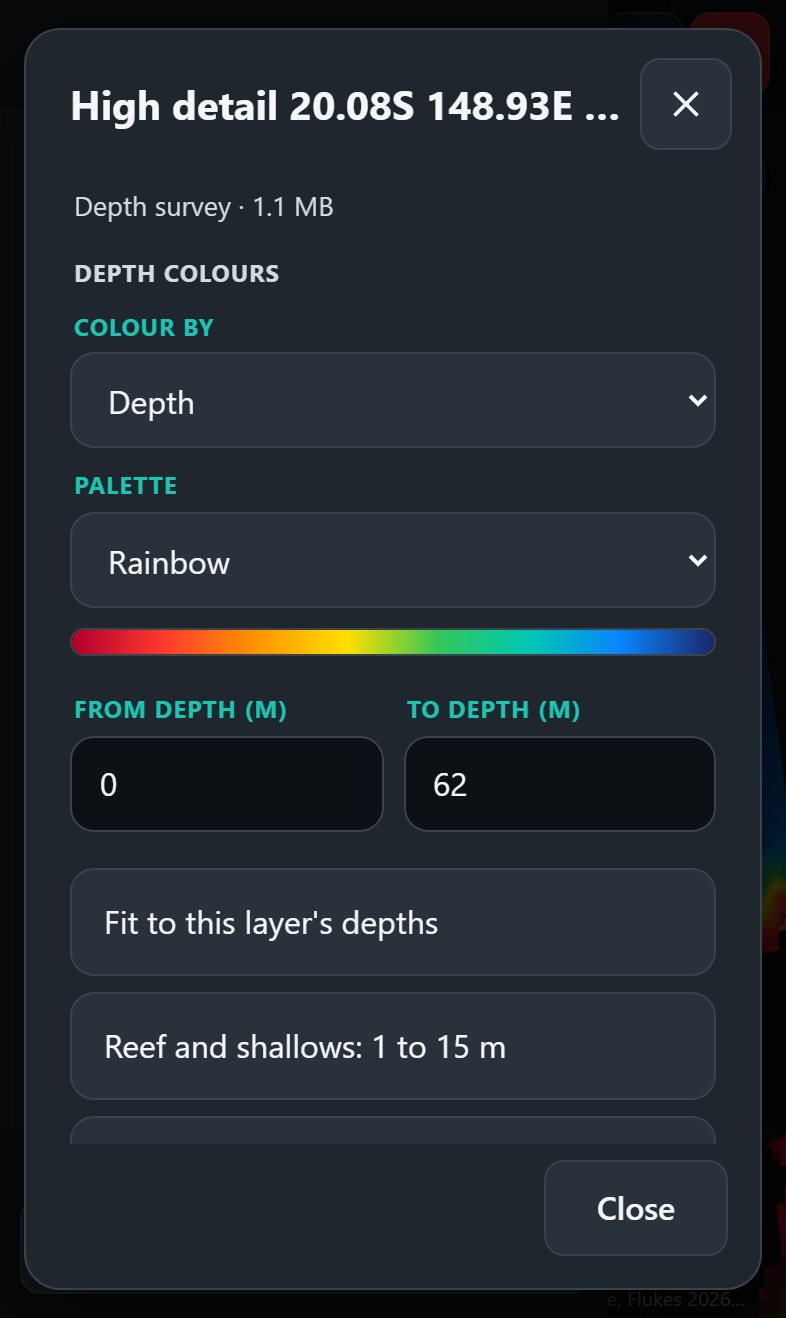 High detail 20.08S 148.93E ...
Depth survey · 1.1 MB
DEPTH COLOURS
COLOUR BY
Depth
PALETTE
Rainbow
FROM DEPTH (M) TO DEPTH (M)
0 62
Fit to this layer's depths
Reef and shallows: 1 to 15 m
Close
e, Flukes 2026...